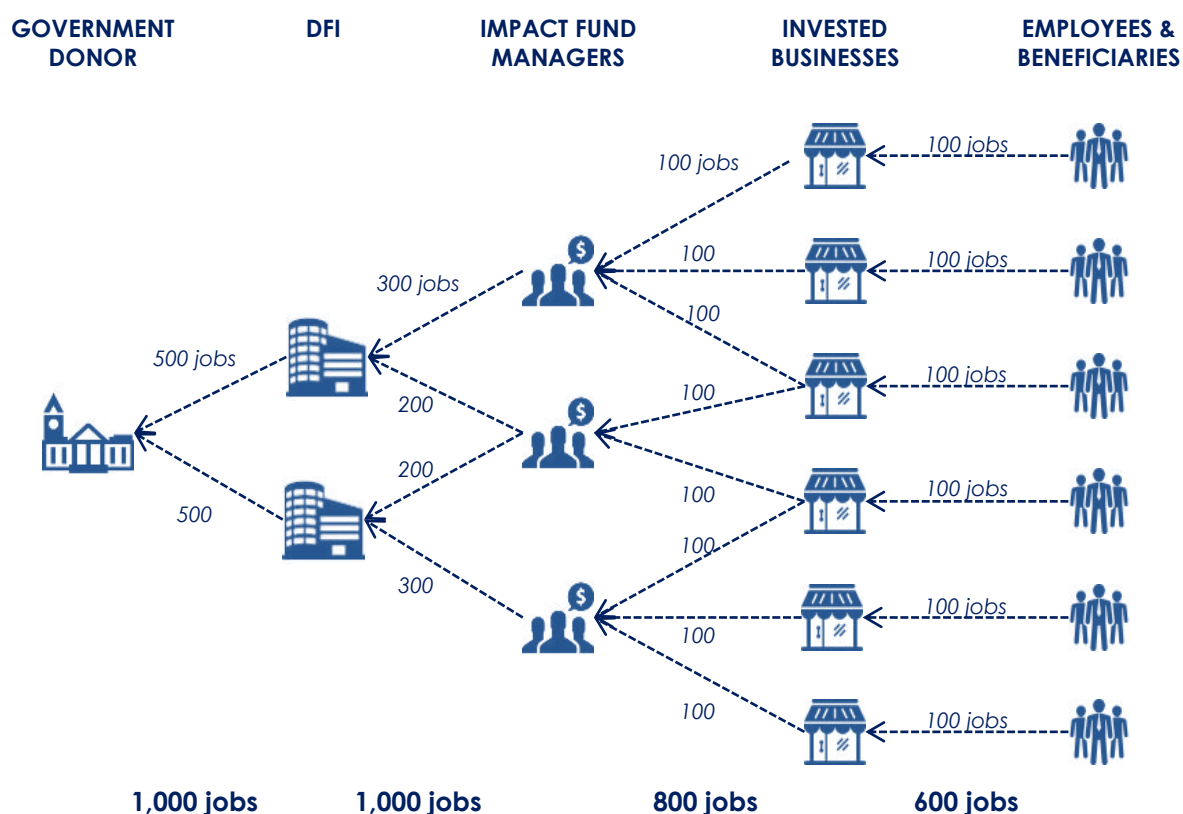 GOVERNMENT
DONOR
DFI
IMPACT FUND
MANAGERS
INVESTED
BUSINESSES
EMPLOYEES &
BENEFICIARIES
100 jobs
100 jobs
100
100 jobs
300 jobs
100
500 jobs
100 jobs
200
100
200
100
100 jobs
500
100
300
100 jobs
100
100
100 jobs
1,000 jobs
1,000 jobs
800 jobs
600 jobs
$
$
$